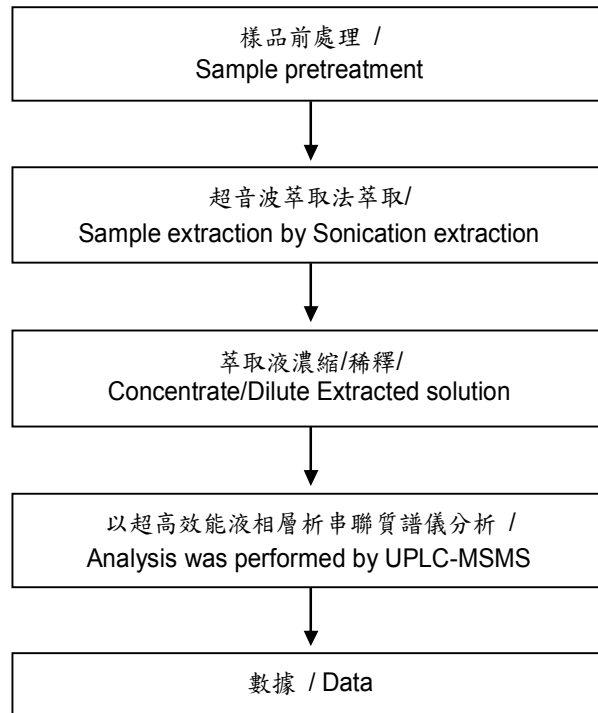 樣品前處理 /
Sample pretreatment
超音波萃取法萃取/
Sample extraction by Sonication extraction
萃取液濃縮/稀釋/
Concentrate/Dilute Extracted solution
以超高效能液相層析串聯質譜儀分析 /
Analysis was performed by UPLC-MSMS
數據 / Data